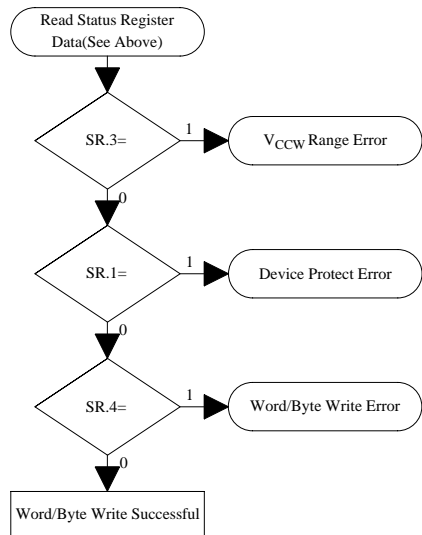 Read Status Register
Data(See Above)
SR.3=
1
VCCW Range Error
0
SR.1=
1
Device Protect Error
0
SR.4=
1
Word/Byte Write Error
0
Word/Byte Write Successful